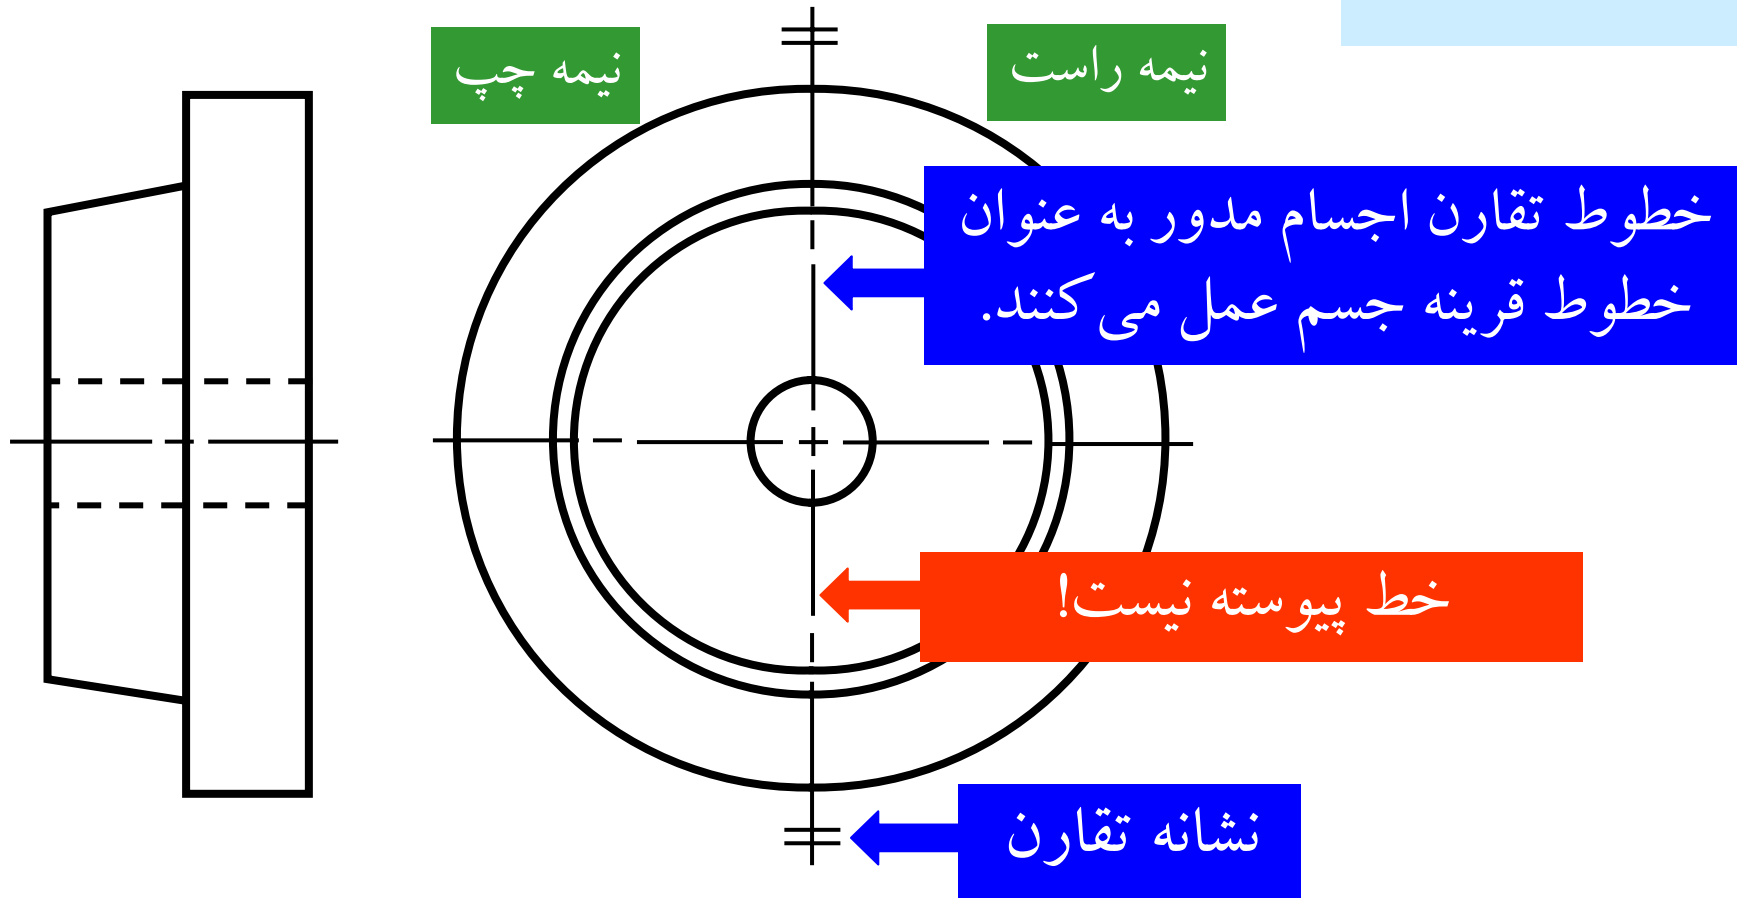 نیمه راست
نیمه چپ
خطوط تقارن اجسام مدور به عنوان
خطوط قرینه جسم عمل می کنند.
خط پیوسته نیست!
نشانه تقارن